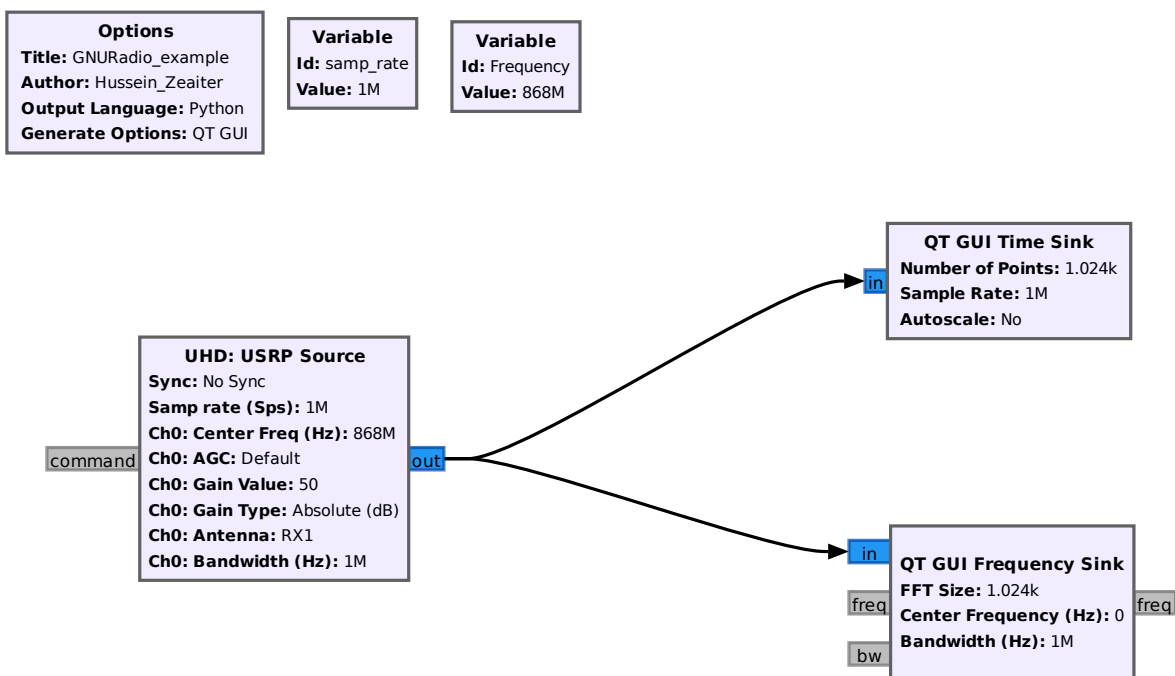 Options
Title: GNURadio_example
Author: Hussein_Zeaiter
Output Language: Python
Generate Options: QT GUI
Variable
Id: samp_rate
Value: 1M
Variable
Id: Frequency
Value: 868M
QT GUI Time Sink
Number of Points: 1.024k
Sample Rate: 1M
Autoscale: No
in
UHD: USRP Source
Sync: No Sync
Samp rate (Sps): 1M
Ch0: Center Freq (Hz): 868M
Ch0: AGC: Default
Ch0: Gain Value: 50
Ch0: Gain Type: Absolute (dB)
Ch0: Antenna: RX1
Ch0: Bandwidth (Hz): 1M
command
out
in
freq
bw
QT GUI Frequency Sink
FFT Size: 1.024k
Center Frequency (Hz): 0
Bandwidth (Hz): 1M
freq